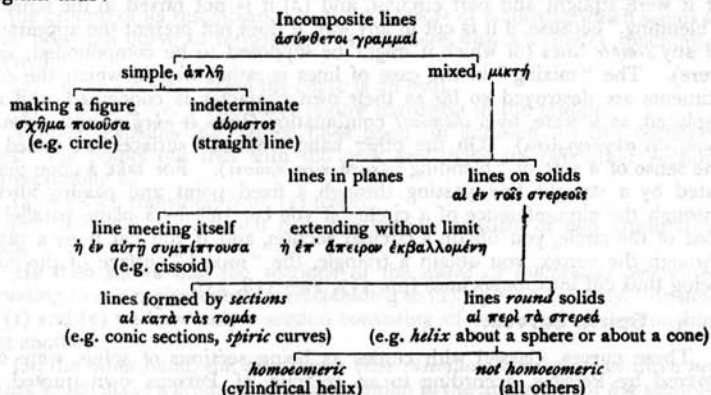 Incomposite lines
ἀσύνθετοι γραμμαί
simple, ἁπλῆ
mixed, μικτή
making a figure
indeterminate
σχῆμα ποιοῦσα
ἀόριστος
(e.g. circle)
(straight line)
lines in planes
lines on solids
αἱ ἐν τοῖς στερεοῖς
line meeting itself
extending without limit
ἡ ἐν αὑτῇ συμπίπτουσα
ἡ ἐπ᾽ ἄπειρον ἐκβαλλομένη
(e.g. cissoid)
lines formed by sections
lines round solids
αἱ κατὰ τὰς τομάς
αἱ περὶ τὰ στερεά
(e.g. conic sections, spiric curves)
(e.g. helix about a sphere or about a cone)
homoeomeric
not homoeomeric
(cylindrical helix)
(all others)